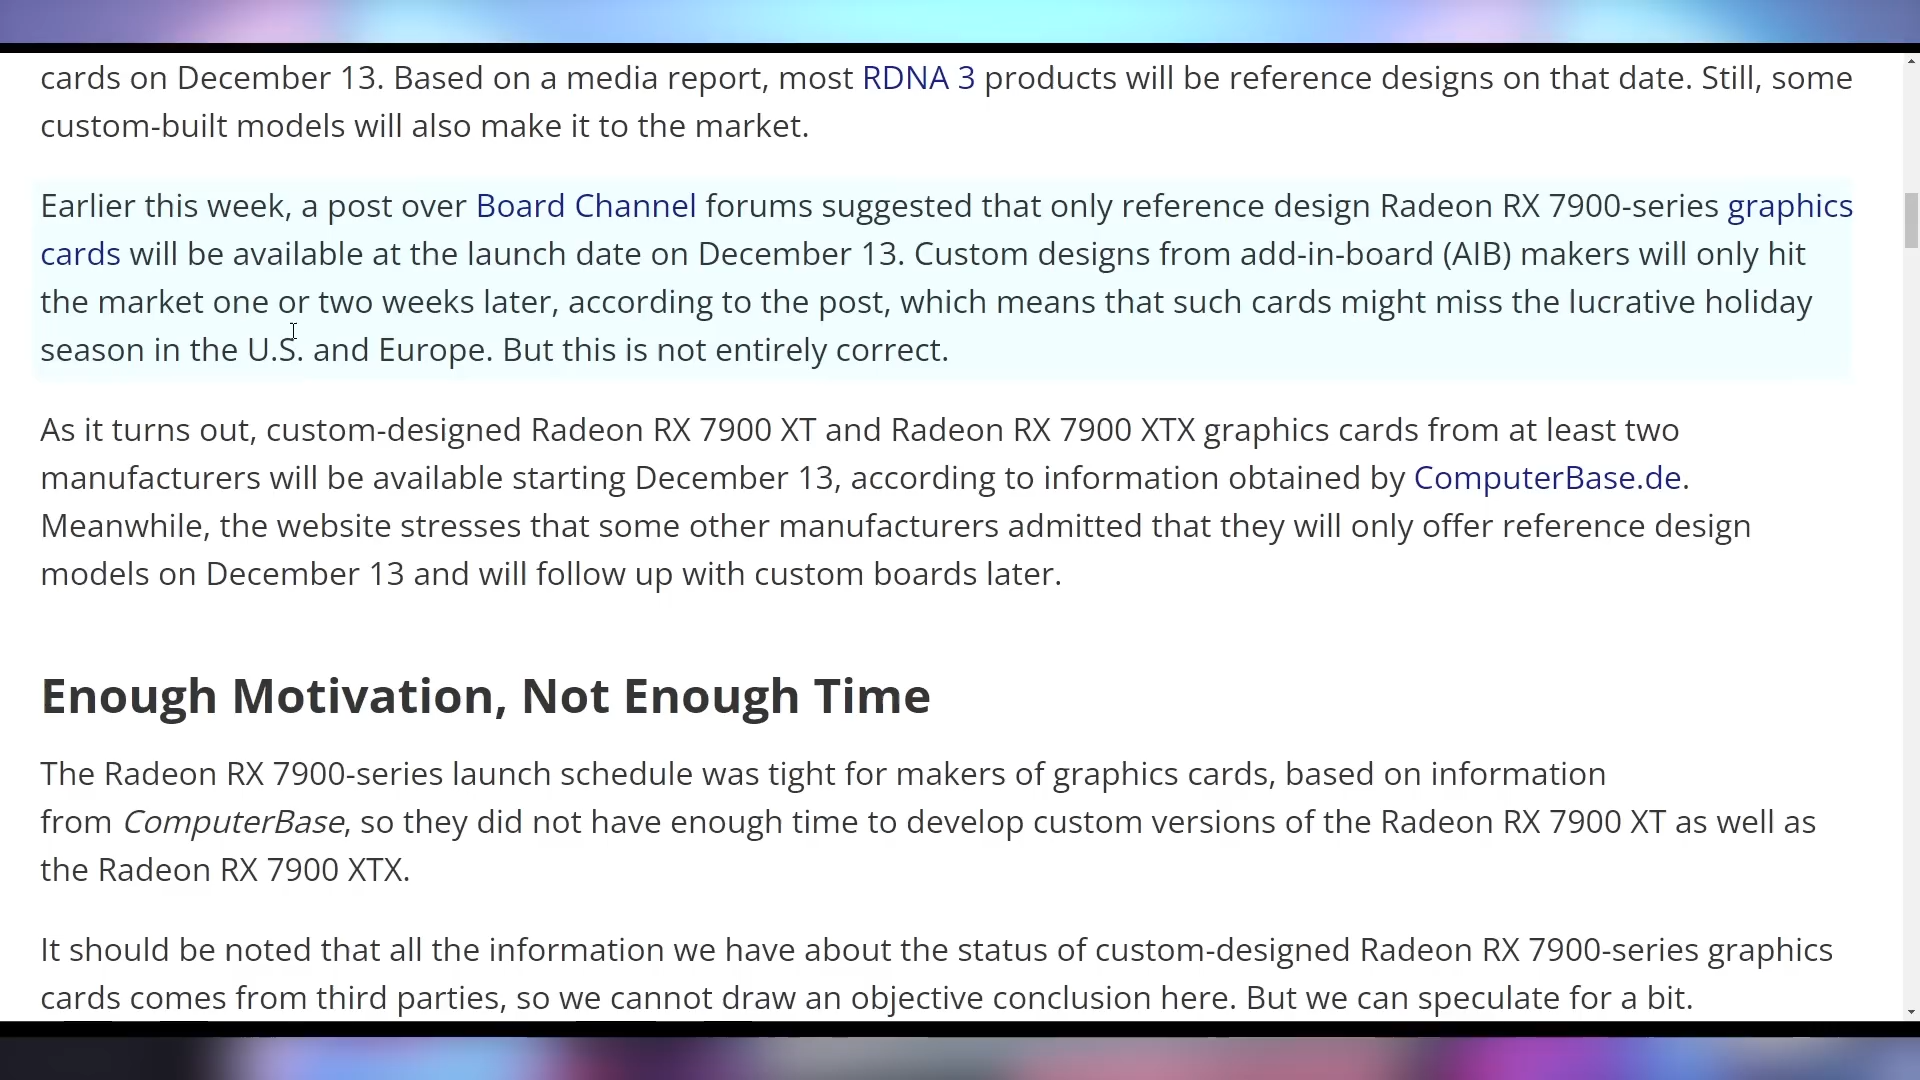 cards on December 13. Based on a media report, most RDNA 3 products will be reference designs on that date. Still, some
custom-built models will also make it to the market.
Earlier this week, a post over Board Channel forums suggested that only reference design Radeon RX 7900-series graphics
cards will be available at the launch date on December 13. Custom designs from add-in-board (AIB) makers will only hit
the market one or two weeks later, according to the post, which means that such cards might miss the lucrative holiday
season in the U.S. and Europe. But this is not entirely correct.
As it turns out, custom-designed Radeon RX 7900 XT and Radeon RX 7900 XTX graphics cards from at least two
manufacturers will be available starting December 13, according to information obtained by ComputerBase.de.
Meanwhile, the website stresses that some other manufacturers admitted that they will only offer reference design
models on December 13 and will follow up with custom boards later.
Enough Motivation, Not Enough Time
The Radeon RX 7900-series launch schedule was tight for makers of graphics cards, based on information
from ComputerBase, so they did not have enough time to develop custom versions of the Radeon RX 7900 XT as well as
the Radeon RX 7900 XTX.
It should be noted that all the information we have about the status of custom-designed Radeon RX 7900-series graphics
cards comes from third parties, so we cannot draw an objective conclusion here. But we can speculate for a bit.